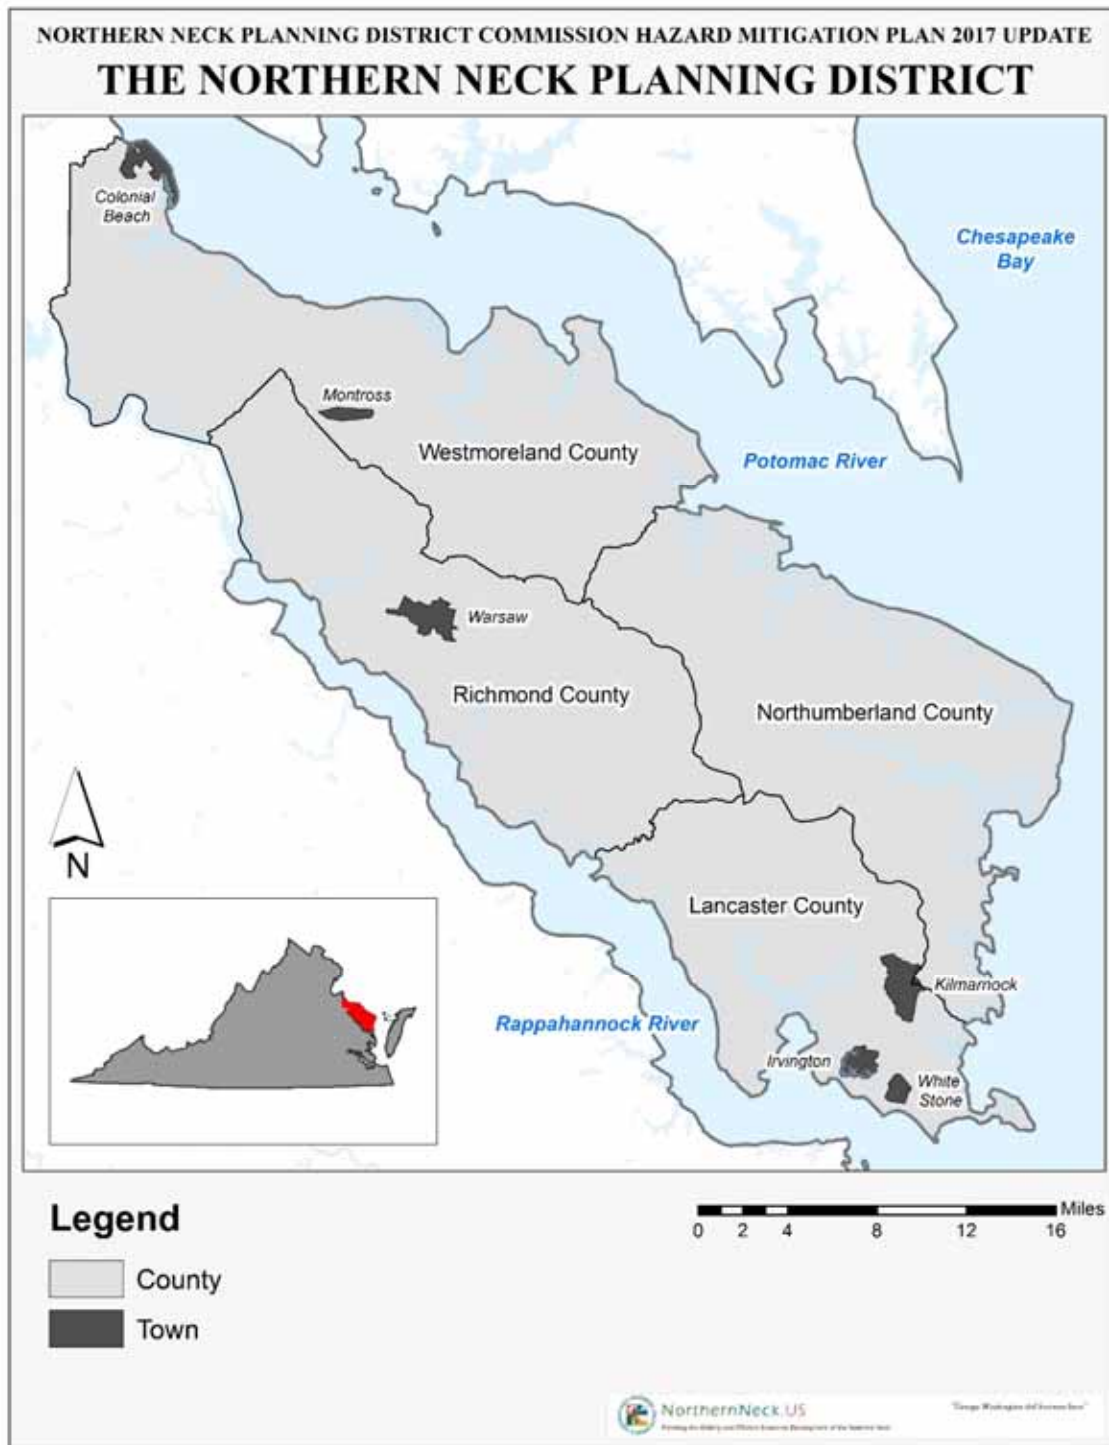 NORTHERN NECK PLANNING DISTRICT COMMISSION HAZARD MITIGATION PLAN 2017 UPDATE
THE NORTHERN NECK PLANNING DISTRICT
Colonial
Beach
Chesapeake
Bay
Montross
Westmoreland County
Potomac River
Warsaw
Richmond County
Northumberland County
N
Lancaster County
Kilmarnock
Rappahannock River
Irvington
White
Stone
Legend
County
Town
Miles
0 2 4 8 12 16
NorthernNeck.US